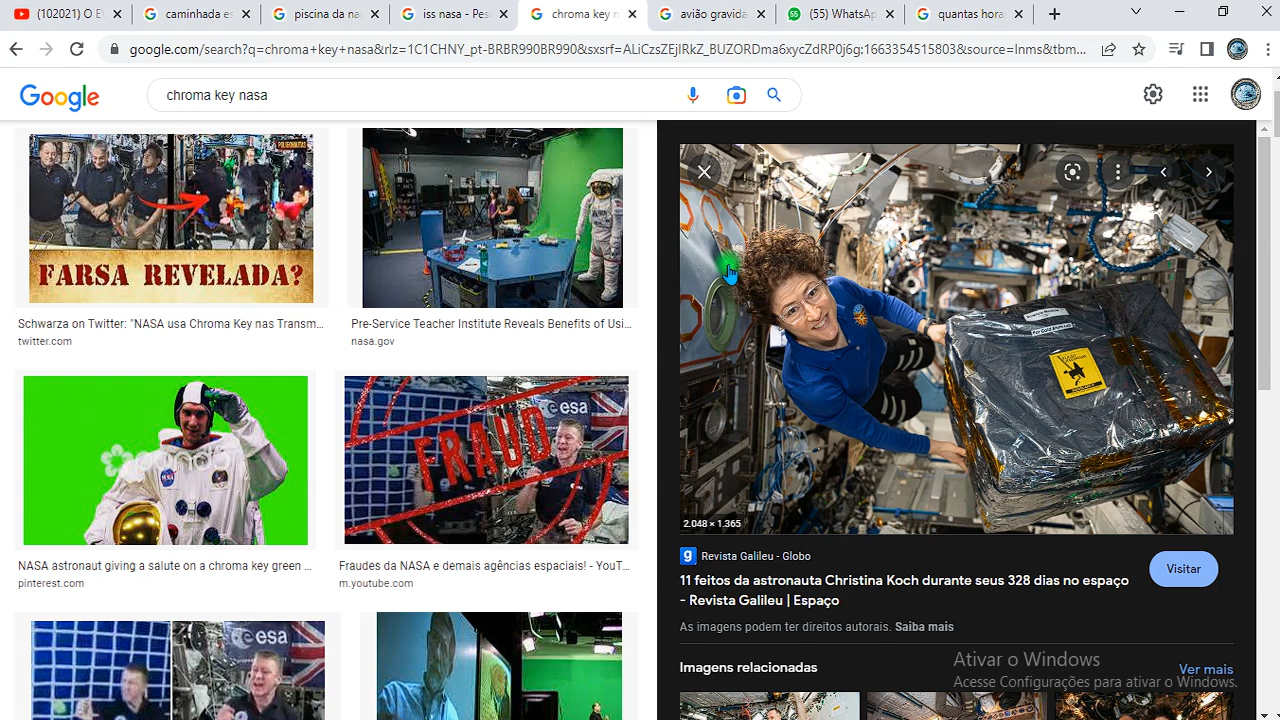 (102021) O E
caminhada es
piscina da nas
iss nasa - Pes
chroma key n
avião gravida
(55) WhatsAp
quantas hora
google.com/search?q=chroma+key+nasa&rlz=1C1CHNY_pt-BRBR990BR990&sxsrf=ALiCzsZEJIRkZ_BUZORDma6xycZdRP0j6g:1663354515803&source=lnms&tbm...
Google
chroma key nasa
POLIGONAUTAS
FARSA REVELADA?
Schwarza on Twitter: "NASA usa Chroma Key nas Transm...
twitter.com
Pre-Service Teacher Institute Reveals Benefits of Usi...
nasa.gov
NASA astronaut giving a salute on a chroma key green ...
pinterest.com
esa
FRAUD
Fraudes da NASA e demais agências espaciais! - YouT...
m.youtube.com
esa
2.048 × 1.365
g Revista Galileu - Globo
11 feitos da astronauta Christina Koch durante seus 328 dias no espaço
- Revista Galileu | Espaço
Visitar
As imagens podem ter direitos autorais. Saiba mais
Imagens relacionadas
Ver mais
Ativar o Windows
Acesse Configurações para ativar o Windows.